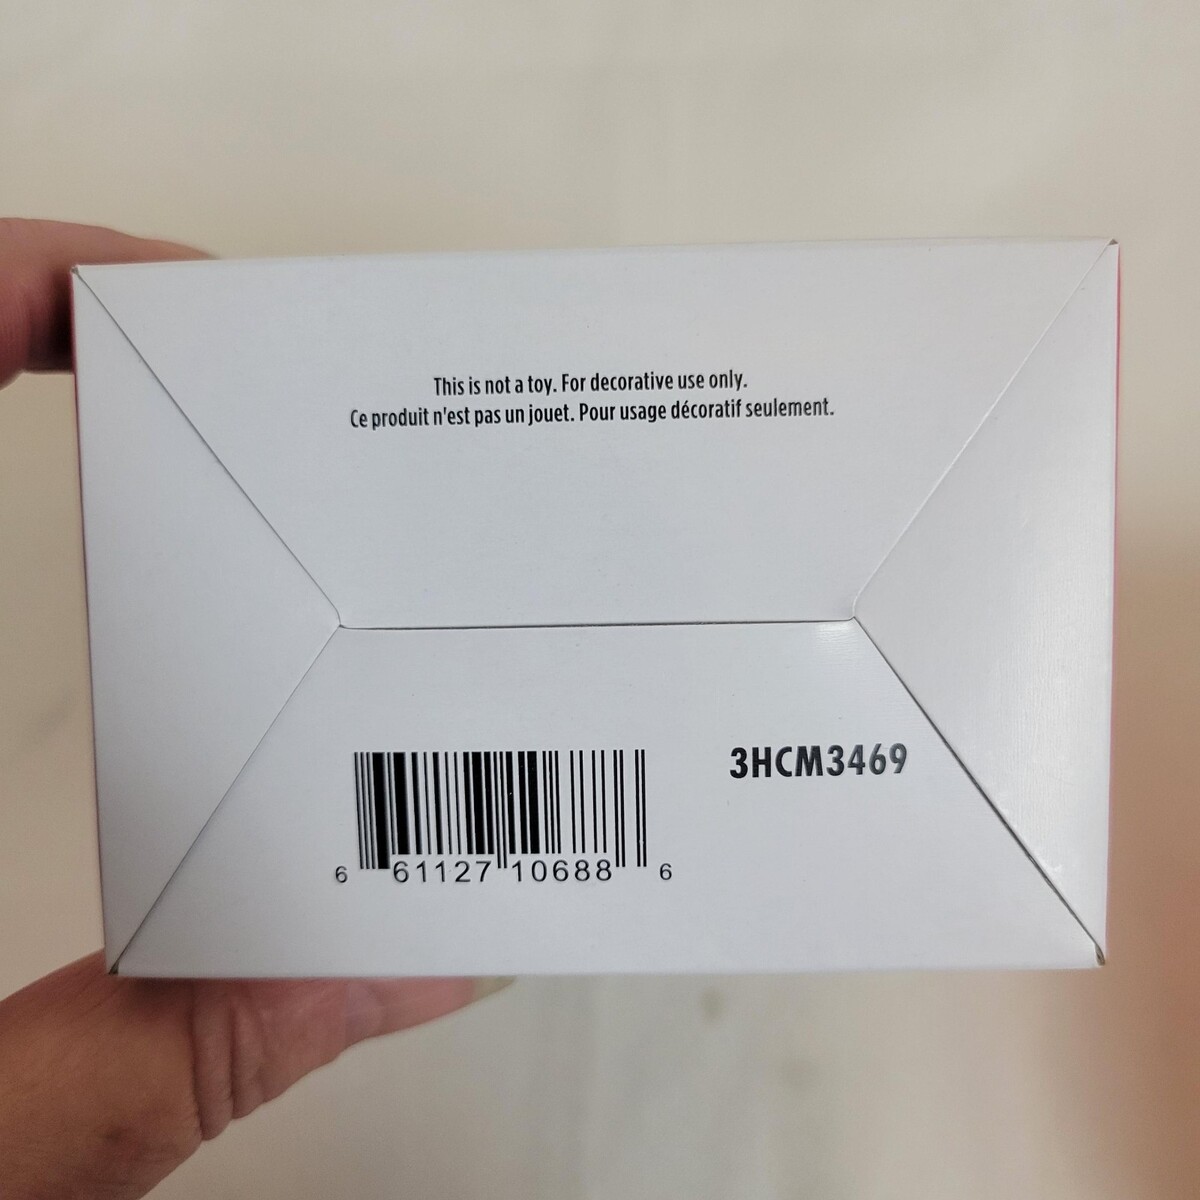 This is not a toy. For decorative use only.
Ce produit n'est pas un jouet. Pour usage décoratif seulement.
3HCM3469
6 61127 10688 6